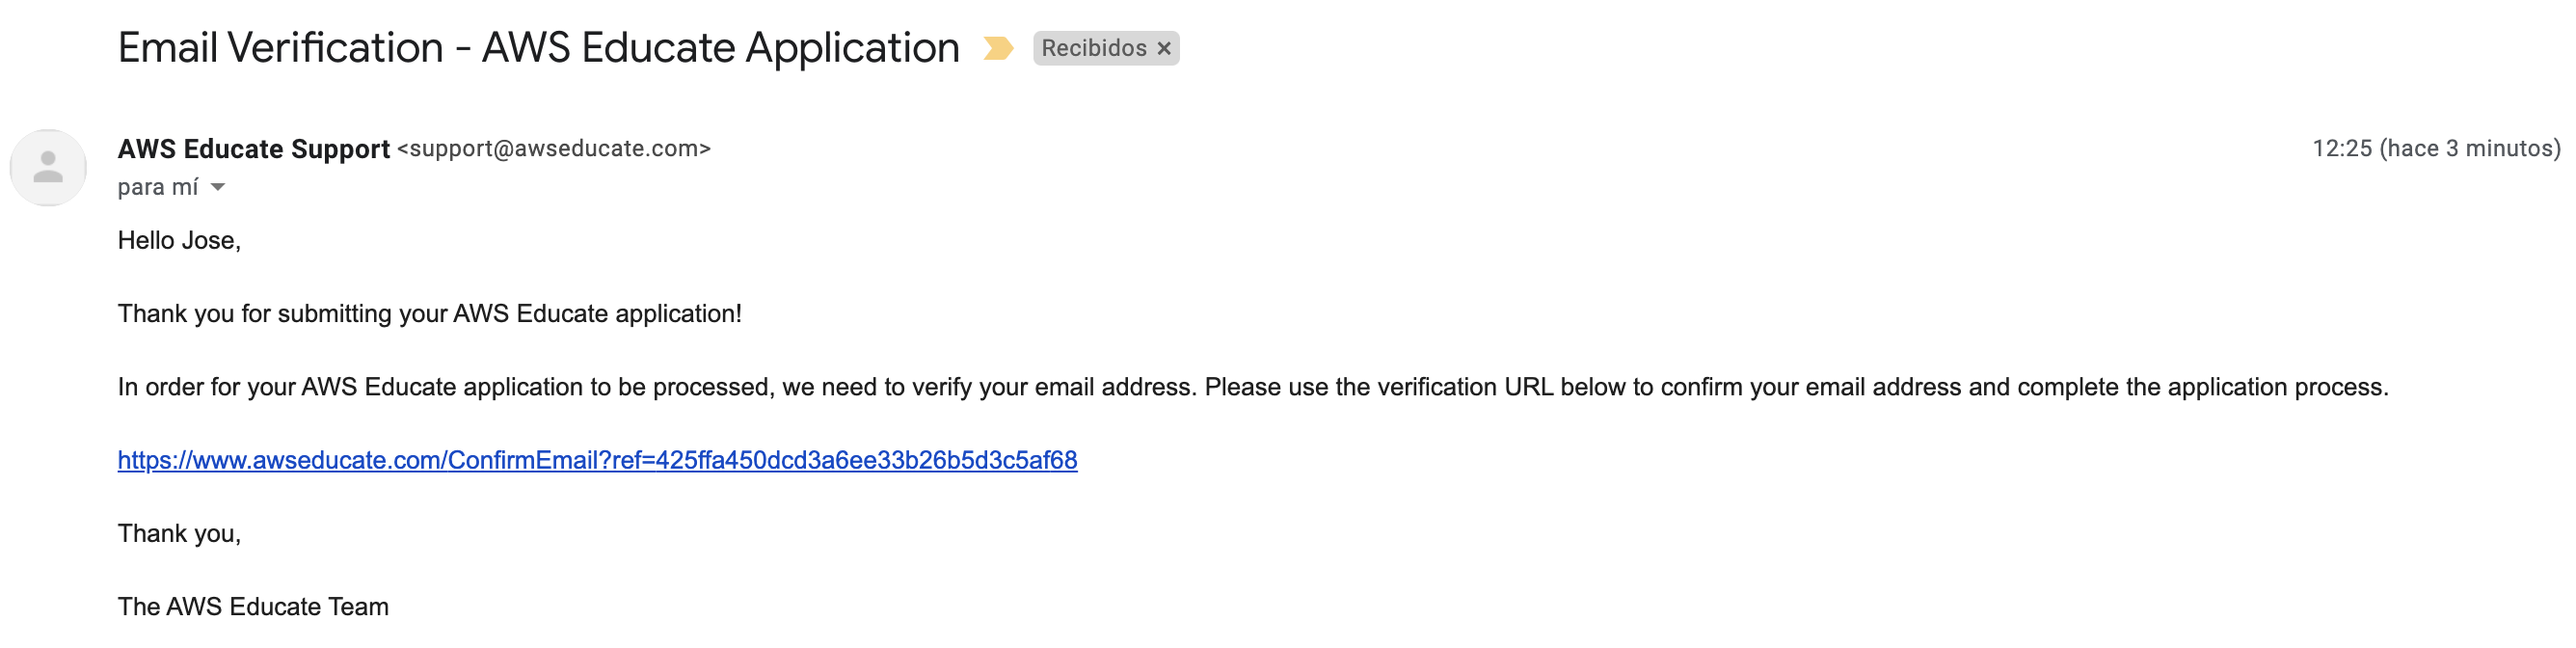 Email Verification - AWS Educate Application Recibidos ×
AWS Educate Support <support@awseducate.com> 12:25 (hace 3 minutos)
para mí
Hello Jose,
Thank you for submitting your AWS Educate application!
In order for your AWS Educate application to be processed, we need to verify your email address. Please use the verification URL below to confirm your email address and complete the application process.
https://www.awseducate.com/ConfirmEmail?ref=425ffa450dcd3a6ee33b26b5d3c5af68
Thank you,
The AWS Educate Team